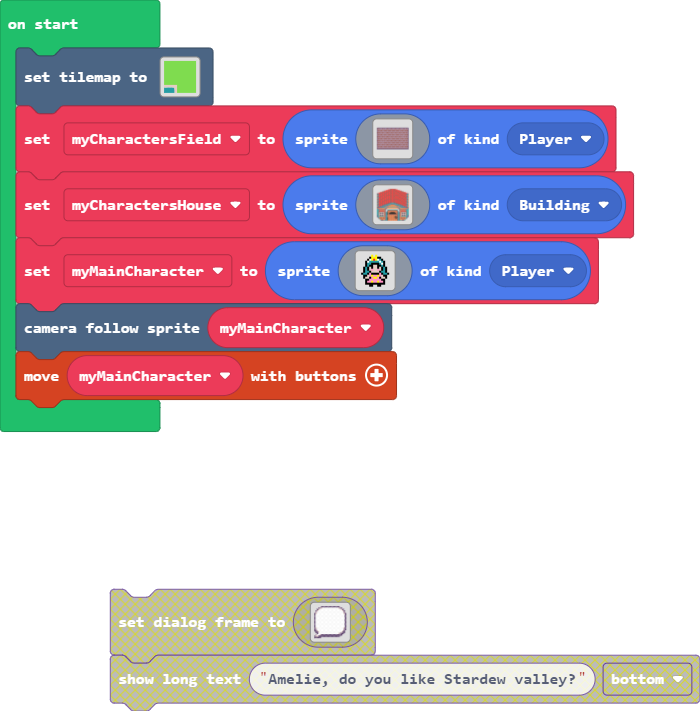 on start
set tilemap to
set myCharactersField to sprite of kind Player
set myCharactersHouse to sprite of kind Building
set myMainCharacter to sprite of kind Player
camera follow sprite myMainCharacter
move myMainCharacter with buttons
set dialog frame to
show long text "Amelie, do you like Stardew valley?" bottom